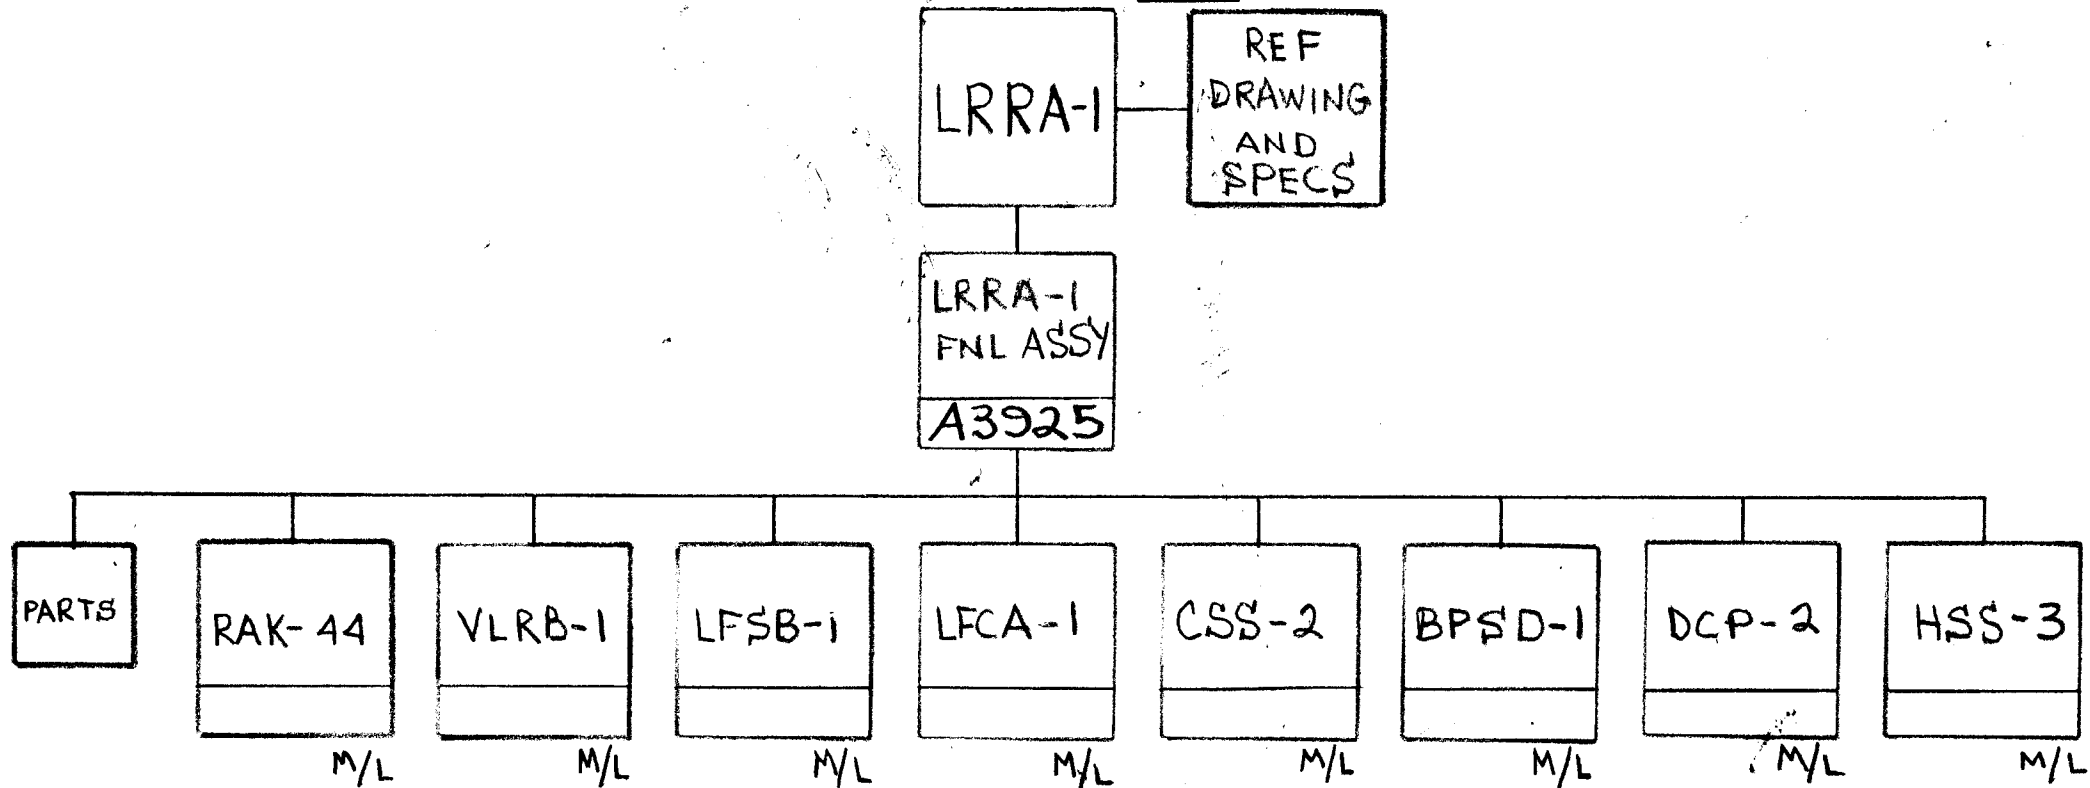 LRRA-1
REF
DRAWING
AND
SPECS
LRRA-1
FNL ASSY
A3925
PARTS
RAK-44
VLRB-1
LFSB-1
LFCA-1
CSS-2
BPSD-1
DCP-2
HSS-3
M/L
M/L
M/L
M/L
M/L
M/L
M/L
M/L